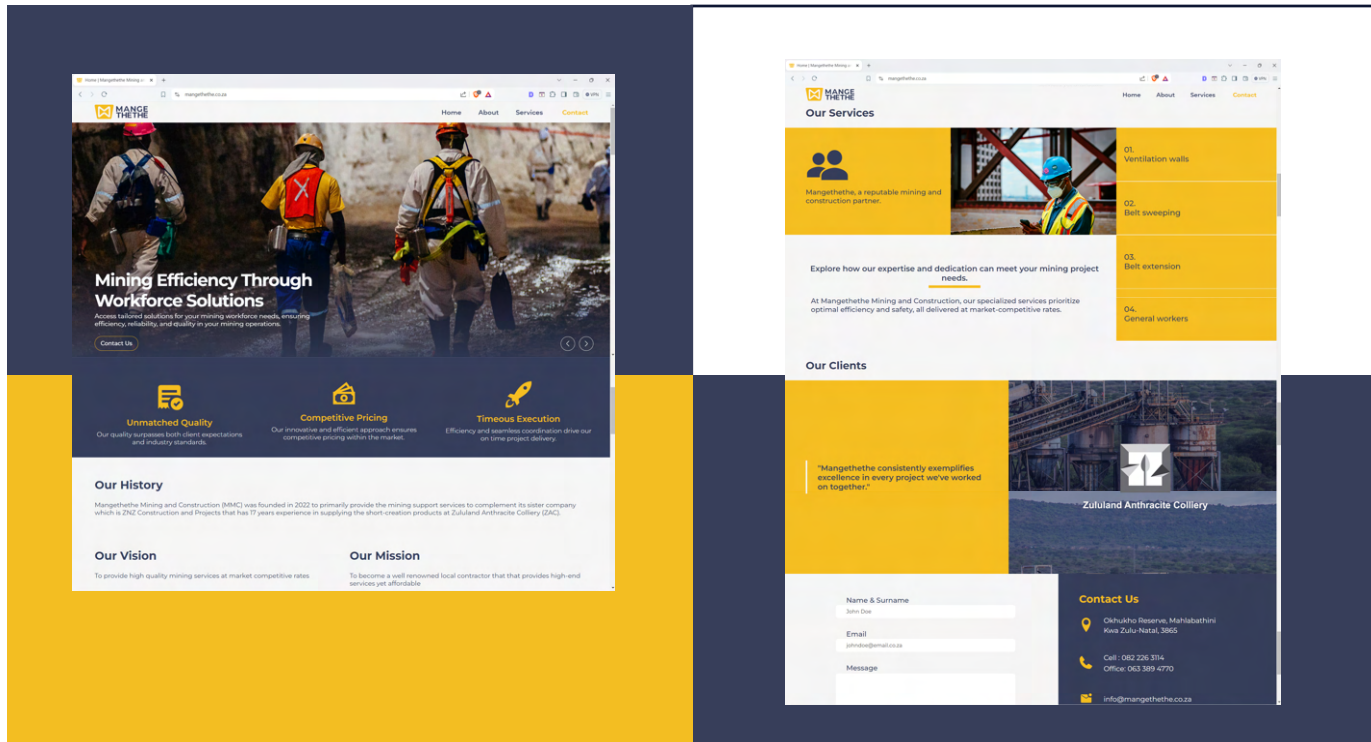 Home | Mangethethe Mining a
mangethethe.co.za
VPN
MANGE
THETHE
Home About Services Contact
Mining Efficiency Through
Workforce Solutions
Access tailored solutions for your mining workforce needs, ensuring
efficiency, reliability, and quality in your mining operations.
Contact Us
Unmatched Quality
Our quality surpasses both client expectations
and industry standards.
Competitive Pricing
Our innovative and efficient approach ensures
competitive pricing within the market.
Timeous Execution
Efficiency and seamless coordination drive our
on time project delivery.
Our History
Mangethethe Mining and Construction (MMC) was founded in 2022 to primarily provide the mining support services to complement its sister company
which is ZNZ Construction and Projects that has 17 years experience in supplying the short-creation products at Zululand Anthracite Colliery (ZAC).
Our Vision
To provide high quality mining services at market competitive rates
Our Mission
To become a well renowned local contractor that that provides high-end
services yet affordable
Home | Mangethethe Mining a
mangethethe.co.za
VPN
MANGE
THETHE
Home About Services Contact
Our Services
Mangethethe, a reputable mining and
construction partner.
01.
Ventilation walls
02.
Belt sweeping
03.
Belt extension
04.
General workers
Explore how our expertise and dedication can meet your mining project
needs.
At Mangethethe Mining and Construction, our specialized services prioritize
optimal efficiency and safety, all delivered at market-competitive rates.
Our Clients
"Mangethethe consistently exemplifies
excellence in every project we've worked
on together."
Zululand Anthracite Colliery
Name & Surname
John Doe
Email
johndoe@email.co.za
Message
Contact Us
Okhukho Reserve, Mahlabathini
Kwa Zulu-Natal, 3865
Cell : 082 226 3114
Office: 063 389 4770
info@mangethethe.co.za